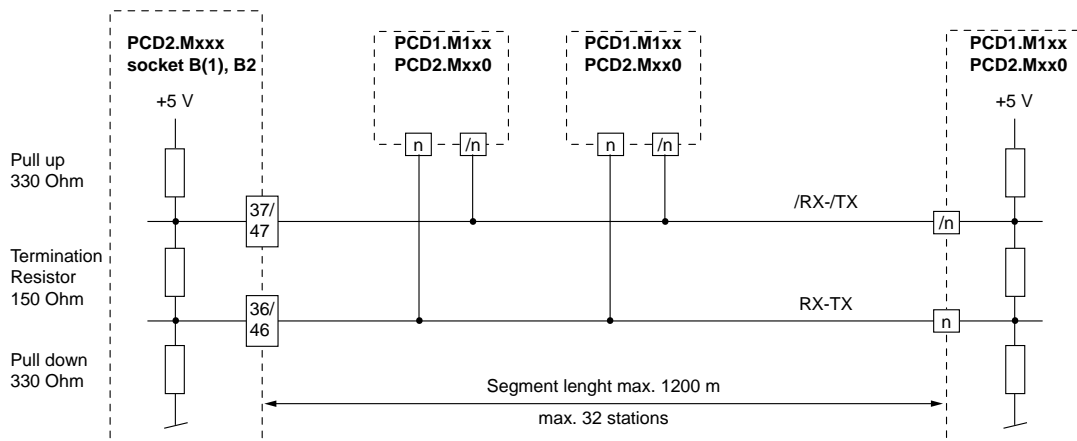 PCD2.Mxxx
socket B(1), B2
+5 V
Pull up
330 Ohm
Termination
Resistor
150 Ohm
Pull down
330 Ohm
37/
47
36/
46
PCD1.M1xx
PCD2.Mxx0
n
/n
PCD1.M1xx
PCD2.Mxx0
n
/n
/RX-/TX
RX-TX
Segment lenght max. 1200 m
max. 32 stations
PCD1.M1xx
PCD2.Mxx0
+5 V
/n
n